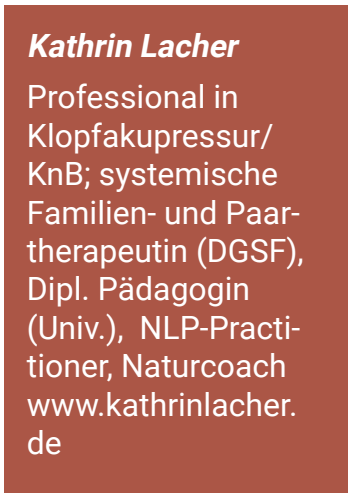 Kathrin Lacher
Professional in
Klopfakupressur/
KnB; systemische
Familien- und Paar-
therapeutin (DGSF),
Dipl. Pädagogin
(Univ.),  NLP-Practi-
tioner, Naturcoach
www.kathrinlacher.
de